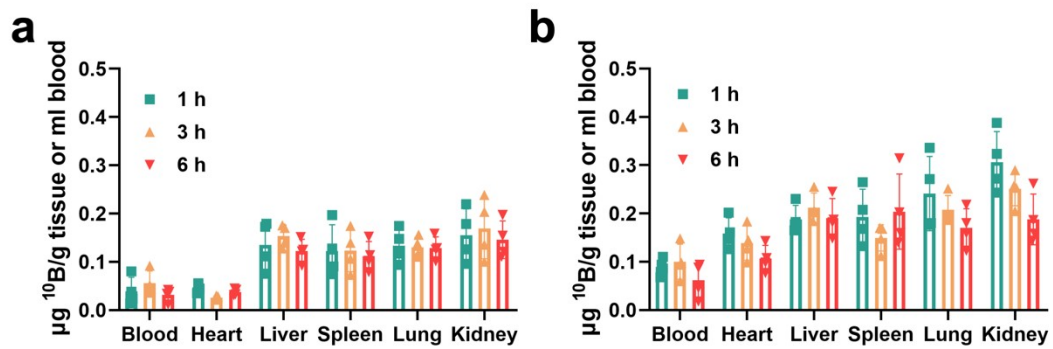 a
µg ¹⁰B/g tissue or ml blood
0.5
0.4
0.3
0.2
0.1
0.0
1 h
3 h
6 h
Blood Heart Liver Spleen Lung Kidney
b
µg ¹⁰B/g tissue or ml blood
0.5
0.4
0.3
0.2
0.1
0.0
1 h
3 h
6 h
Blood Heart Liver Spleen Lung Kidney